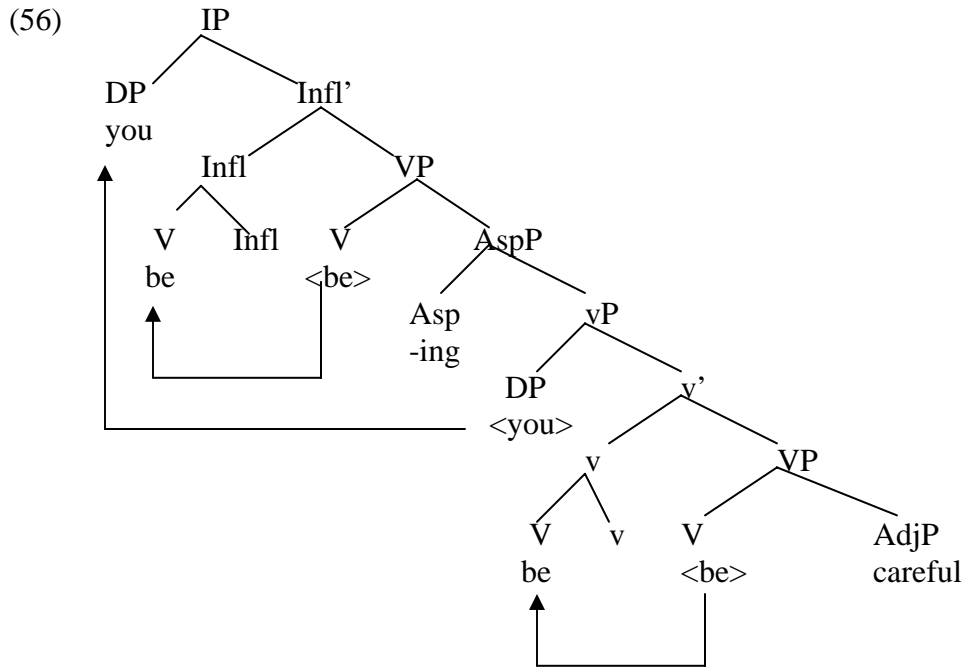 (56) IP
DP Infl’
you
Infl VP
V Infl V AspP
be <be>
Asp vP
-ing
DP v’
<you>
v VP
V v V AdjP
be <be> careful